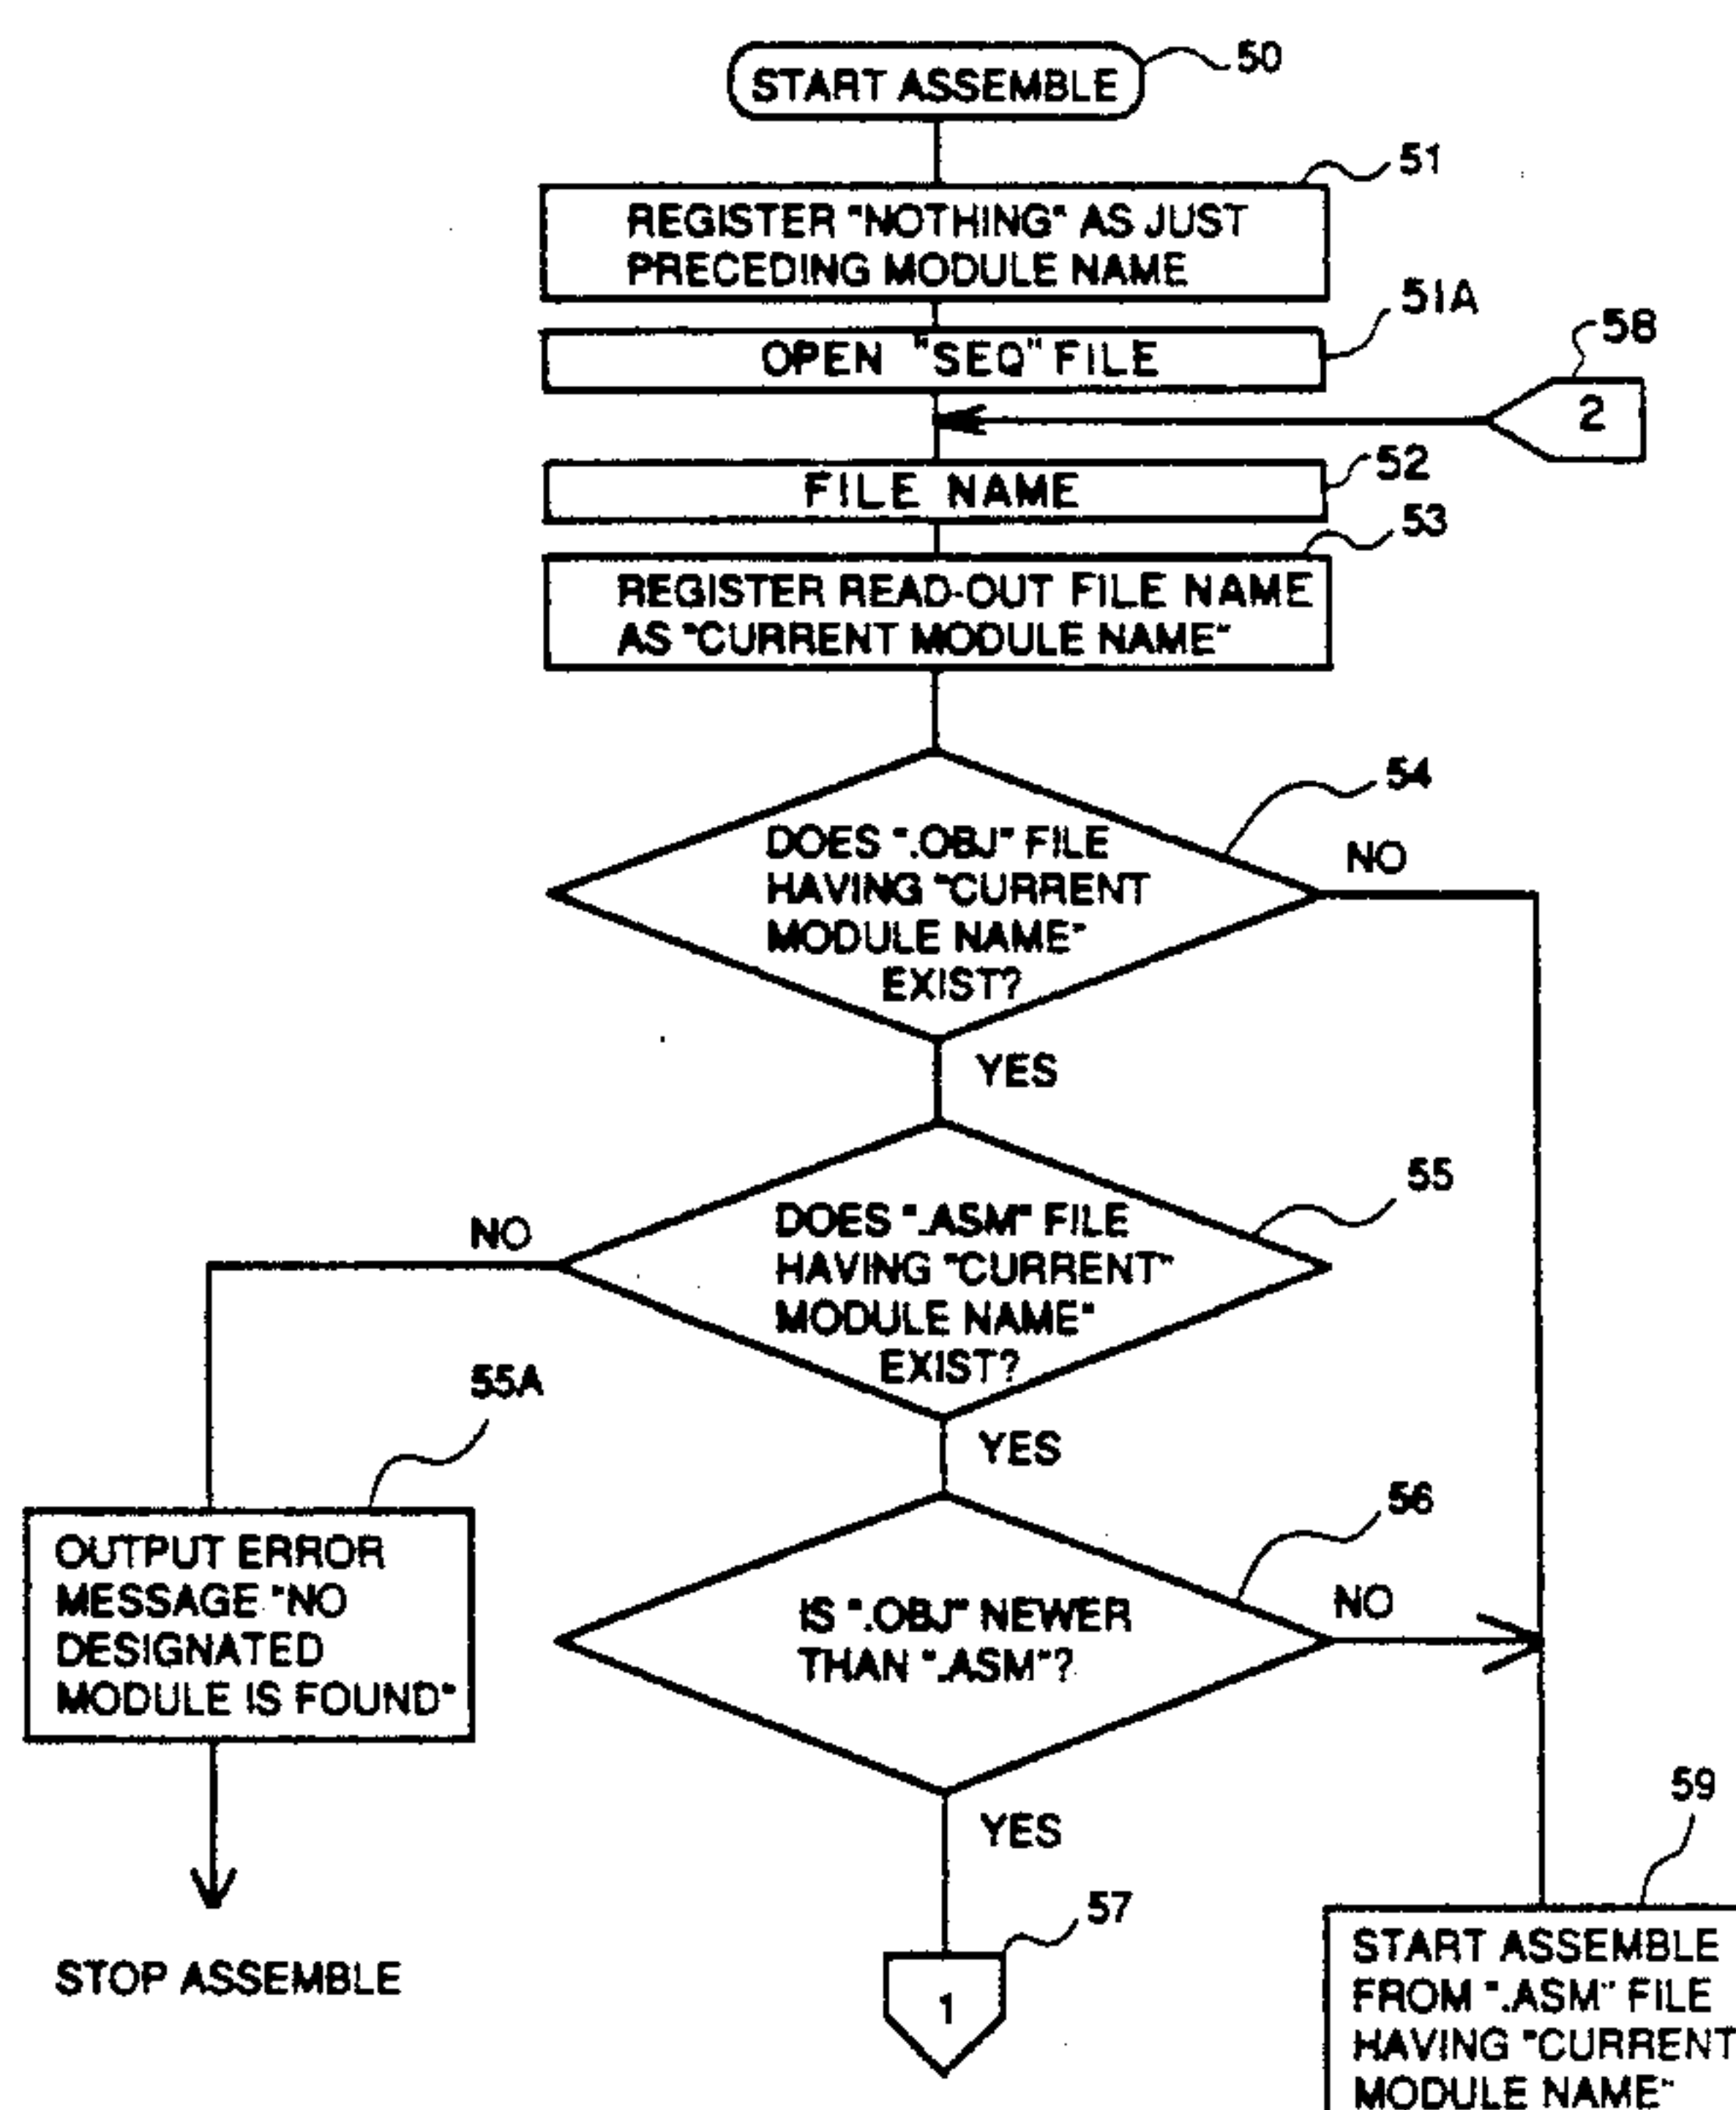 START ASSEMBLE
50
51
REGISTER "NOTHING" AS JUST
PRECEDING MODULE NAME
51A
OPEN "SEQ" FILE
58
2
52
FILE NAME
53
REGISTER READ-OUT FILE NAME
AS "CURRENT MODULE NAME"
54
DOES ".OBJ" FILE
HAVING "CURRENT
MODULE NAME"
EXIST?
NO
YES
55
DOES ".ASM" FILE
HAVING "CURRENT"
MODULE NAME"
EXIST?
NO
YES
55A
OUTPUT ERROR
MESSAGE "NO
DESIGNATED
MODULE IS FOUND"
STOP ASSEMBLE
56
IS ".OBJ" NEWER
THAN ".ASM"?
NO
YES
57
1
59
START ASSEMBLE
FROM ".ASM" FILE
HAVING "CURRENT
MODULE NAME"